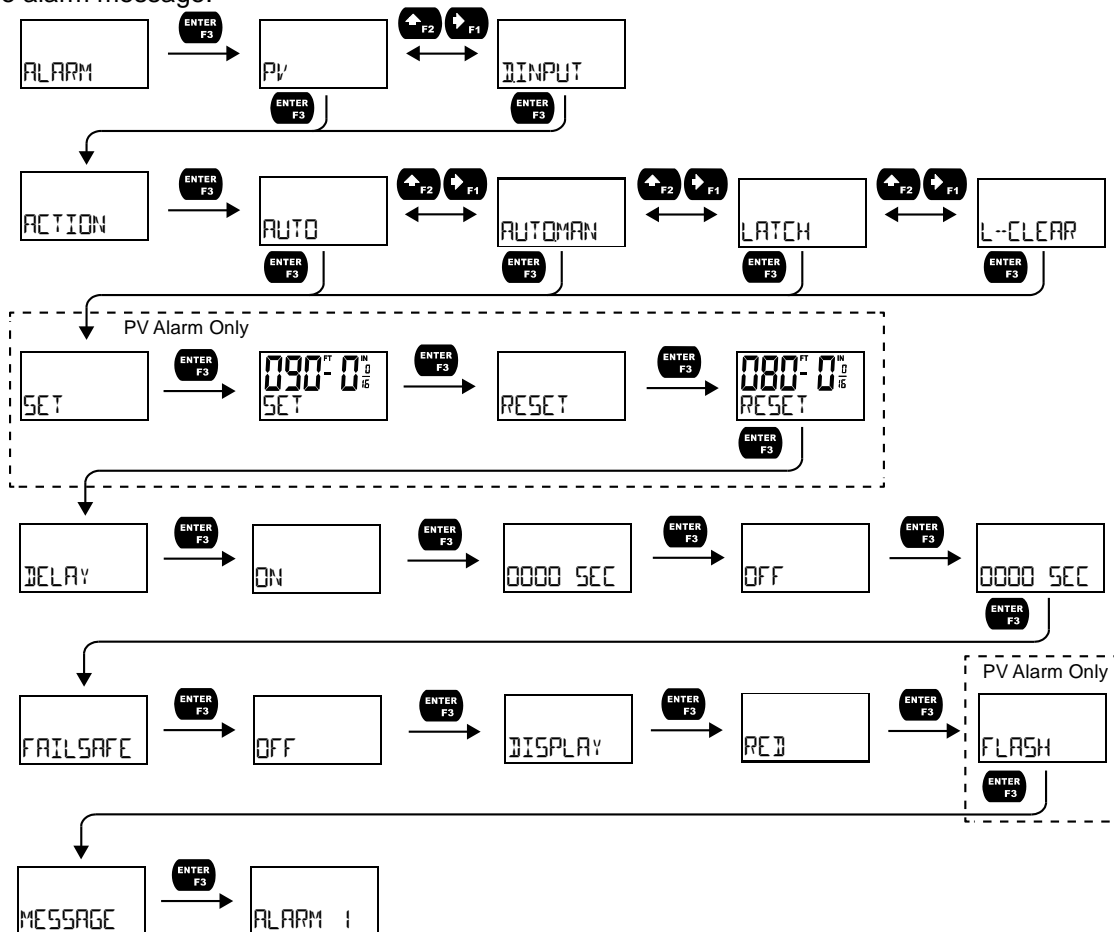 alarm message.
ENTER
F3
F2
F1
ALARM
PV
D.INPUT
ENTER
F3
ENTER
F3
ENTER
F3
F2
F1
F2
F1
F2
F1
ACTION
AUTO
AUTOMAN
LATCH
L-CLEAR
ENTER
F3
ENTER
F3
ENTER
F3
ENTER
F3
PV Alarm Only
ENTER
F3
ENTER
F3
ENTER
F3
SET
090 FT - 0 IN 0/16
SET
RESET
080 FT - 0 IN 0/16
RESET
ENTER
F3
ENTER
F3
ENTER
F3
ENTER
F3
ENTER
F3
DELAY
ON
0000 SEC
OFF
0000 SEC
ENTER
F3
PV Alarm Only
ENTER
F3
ENTER
F3
ENTER
F3
ENTER
F3
FAILSAFE
OFF
DISPLAY
RED
FLASH
ENTER
F3
ENTER
F3
MESSAGE
ALARM 1